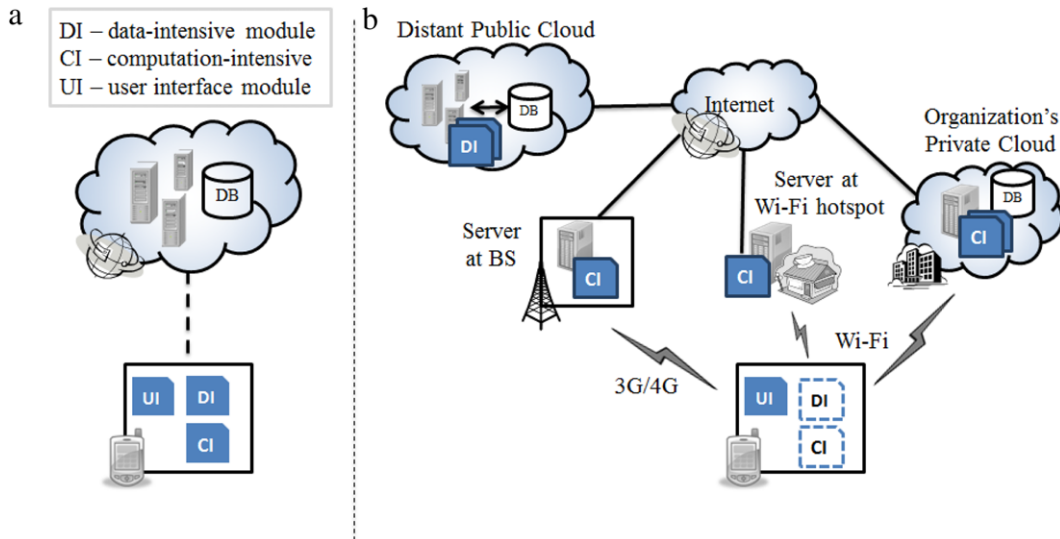 a
DI – data-intensive module
CI – computation-intensive
UI – user interface module
DB
UI
DI
CI
b
Distant Public Cloud
DB
DI
Internet
Organization's
Private Cloud
DB
CI
Server at
Wi-Fi hotspot
CI
Server
at BS
CI
Wi-Fi
3G/4G
UI
DI
CI